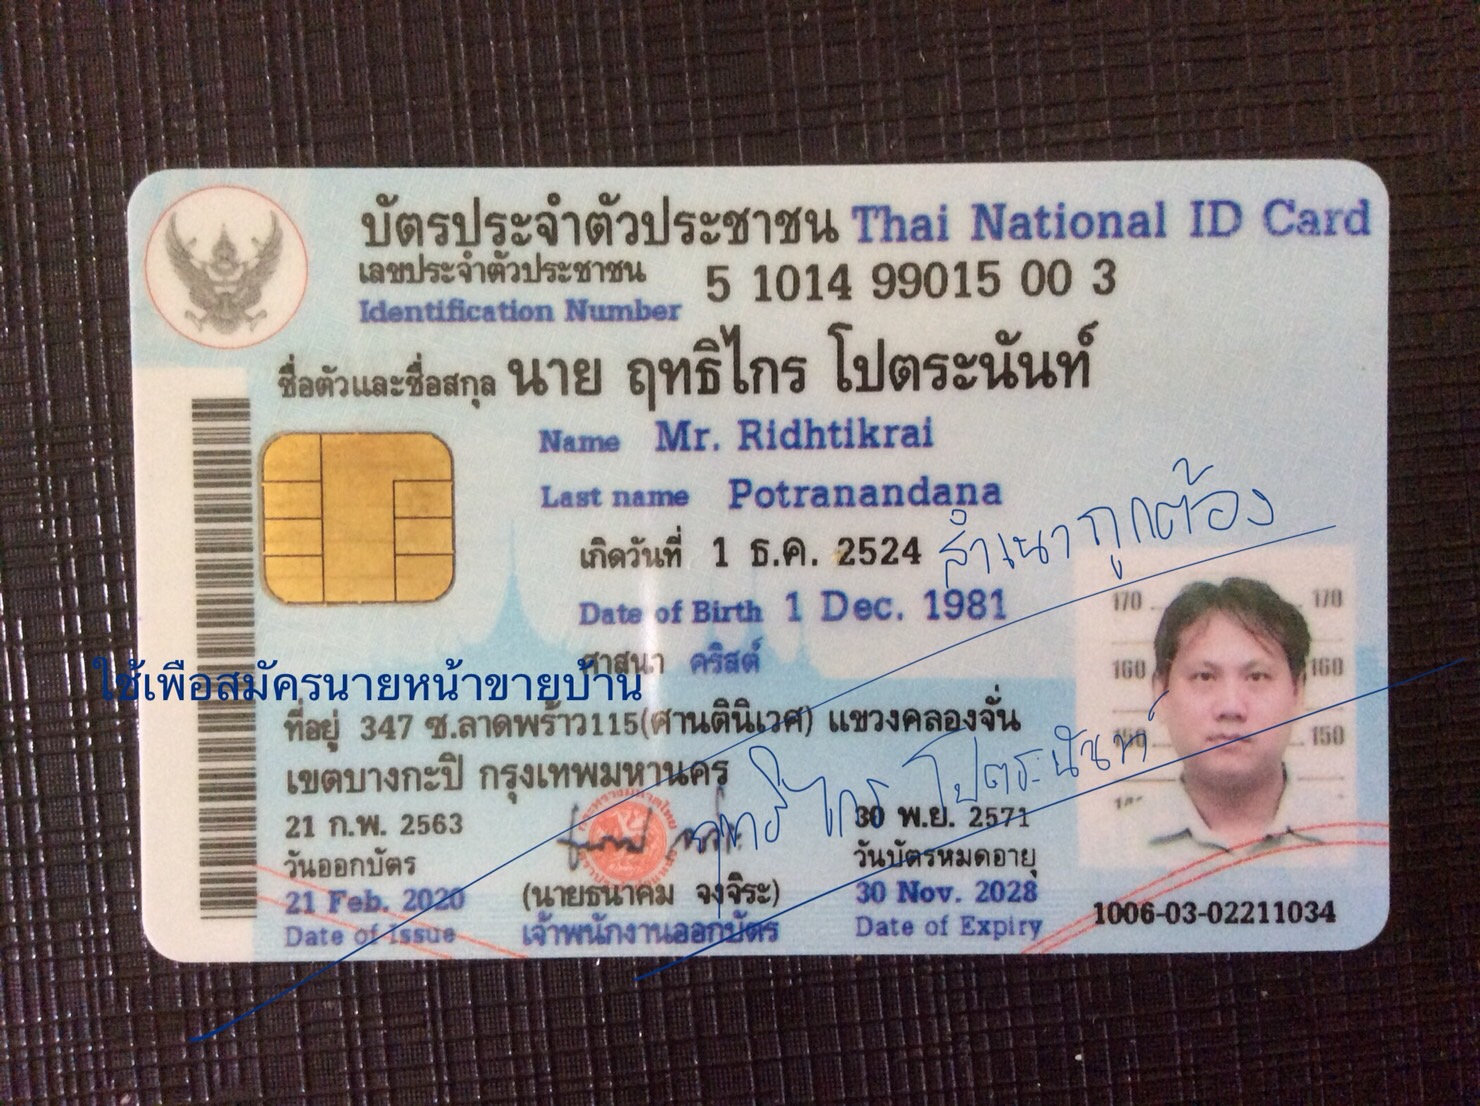 บัตรประจำตัวประชาชน Thai National ID Card
เลขประจำตัวประชาชน 5 1014 99015 00 3
Identification Number
ชื่อตัวและชื่อสกุล นาย ฤทธิไกร โปตระนันท์
Name Mr. Ridhtikrai
Last name Potranandana
เกิดวันที่ 1 ธ.ค. 2524
สำเนาถูกต้อง
Date of Birth 1 Dec. 1981
ศาสนา คริสต์
ใช้เพือสมัครนายหน้าขายบ้าน
ที่อยู่ 347 ซ.ลาดพร้าว115(ศานตินิเวศ) แขวงคลองจั่น
เขตบางกะปิ กรุงเทพมหานคร
ฤทธิไกร โปตระนันท์
21 ก.พ. 2563
วันออกบัตร
21 Feb. 2020
Date of Issue
(นายธนาคม จงจิระ)
เจ้าพนักงานออกบัตร
30 พ.ย. 2571
วันบัตรหมดอายุ
30 Nov. 2028
Date of Expiry
170 170
160 160
150 150
1006-03-02211034